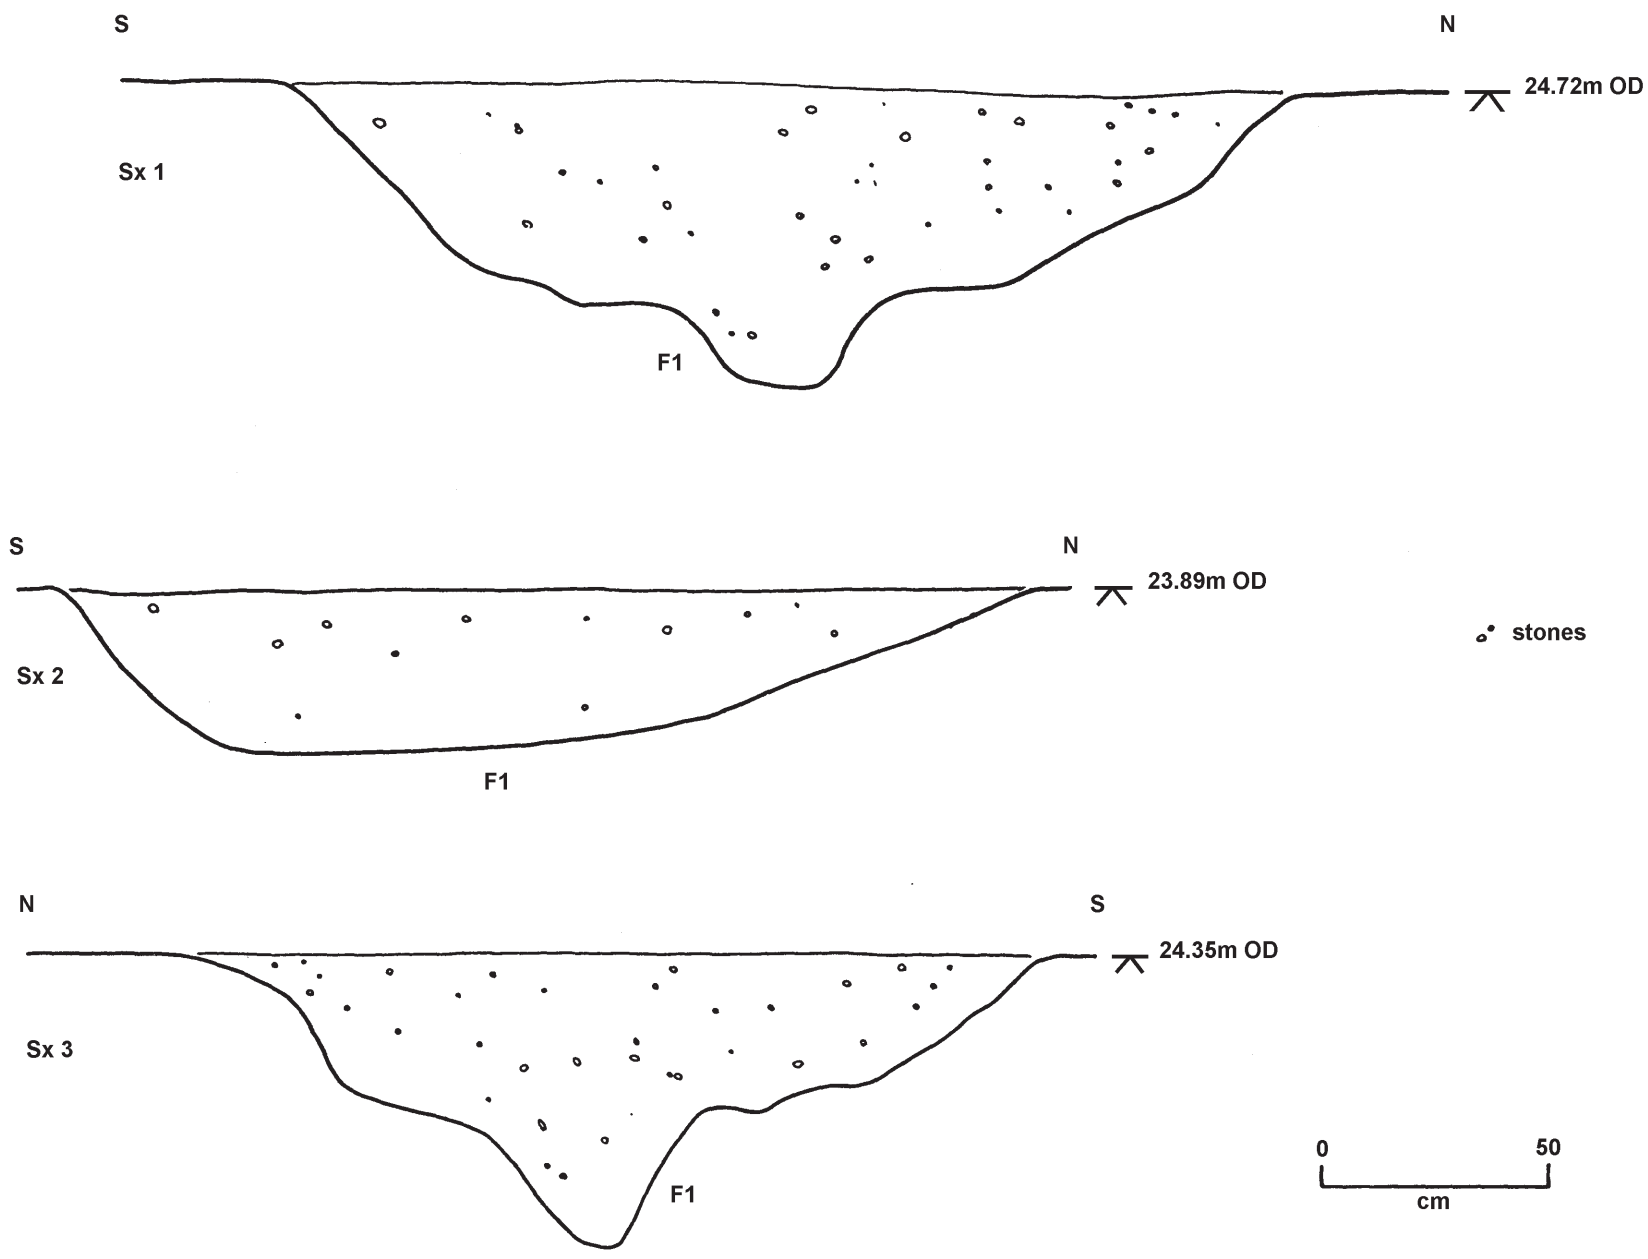 S N
24.72m OD
Sx 1
F1
S N
23.89m OD
stones
Sx 2
F1
N S
24.35m OD
Sx 3
0 50
F1
cm